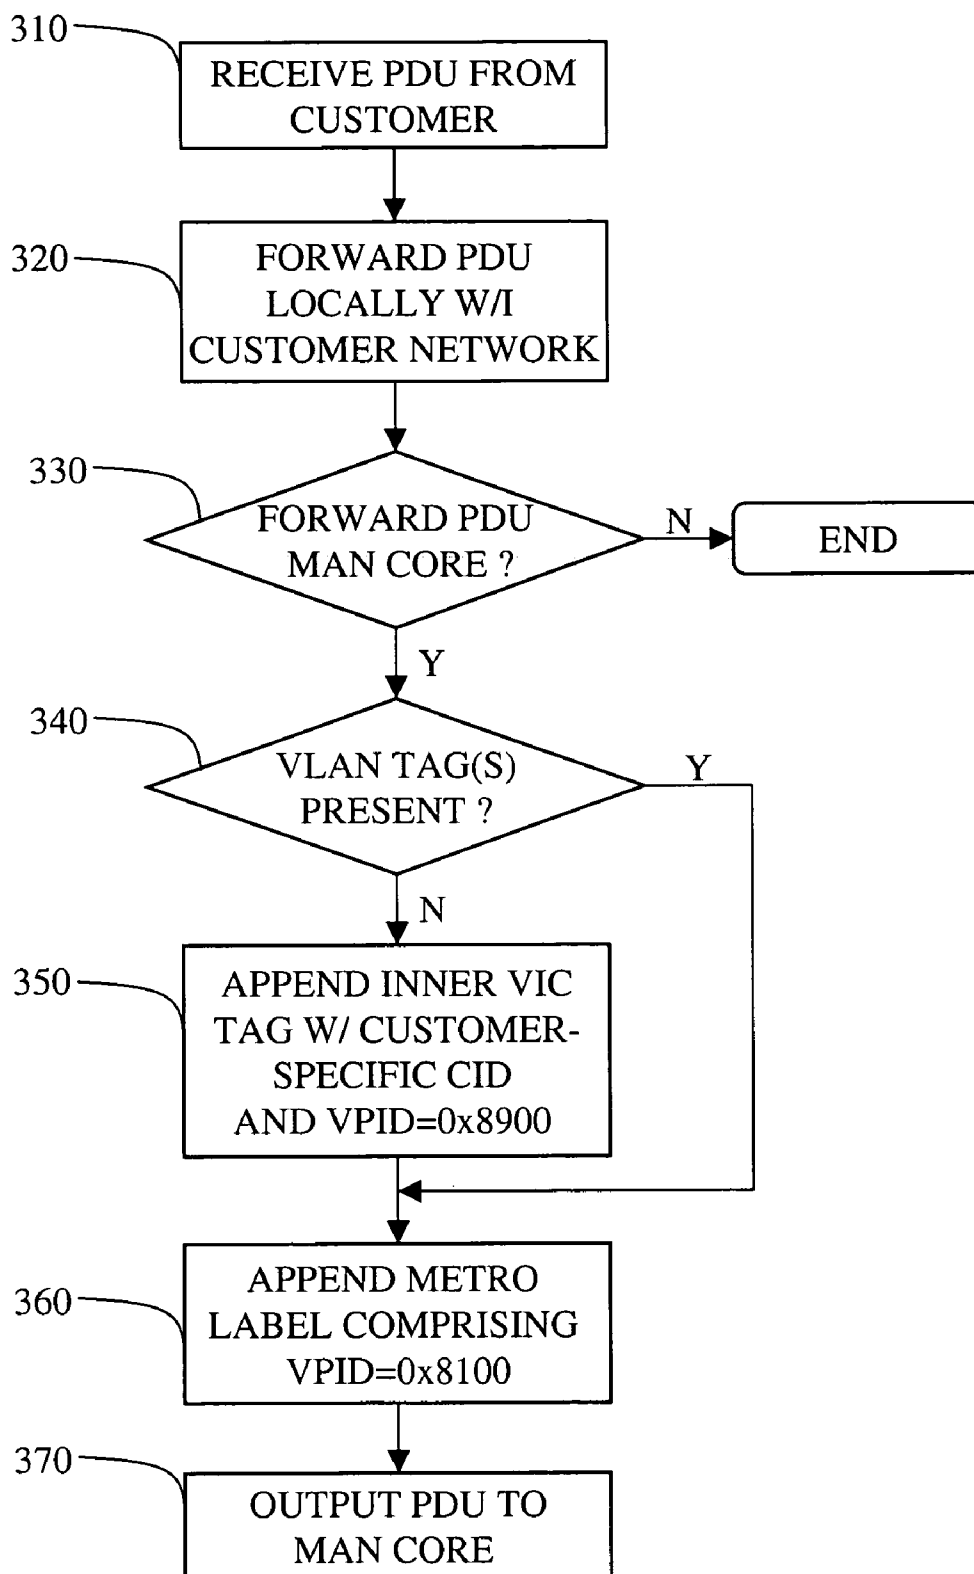 310
RECEIVE PDU FROM
CUSTOMER
320
FORWARD PDU
LOCALLY W/I
CUSTOMER NETWORK
330
FORWARD PDU
MAN CORE ?
N
END
Y
340
VLAN TAG(S)
PRESENT ?
Y
N
350
APPEND INNER VIC
TAG W/ CUSTOMER-
SPECIFIC CID
AND VPID=0x8900
360
APPEND METRO
LABEL COMPRISING
VPID=0x8100
370
OUTPUT PDU TO
MAN CORE